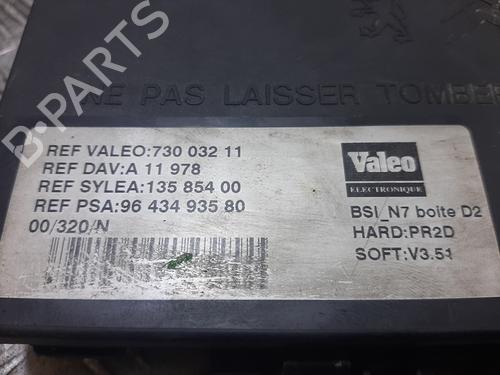 NE PAS LAISSER TOMBER
REF VALEO:730 032 11
REF DAV:A 11 978
REF SYLEA:135 854 00
REF PSA:96 434 935 80
00/320/N
Valeo
ELECTRONIQUE
BSI_N7 boite D2
HARD:PR2D
SOFT:V3.51
B-PARTS